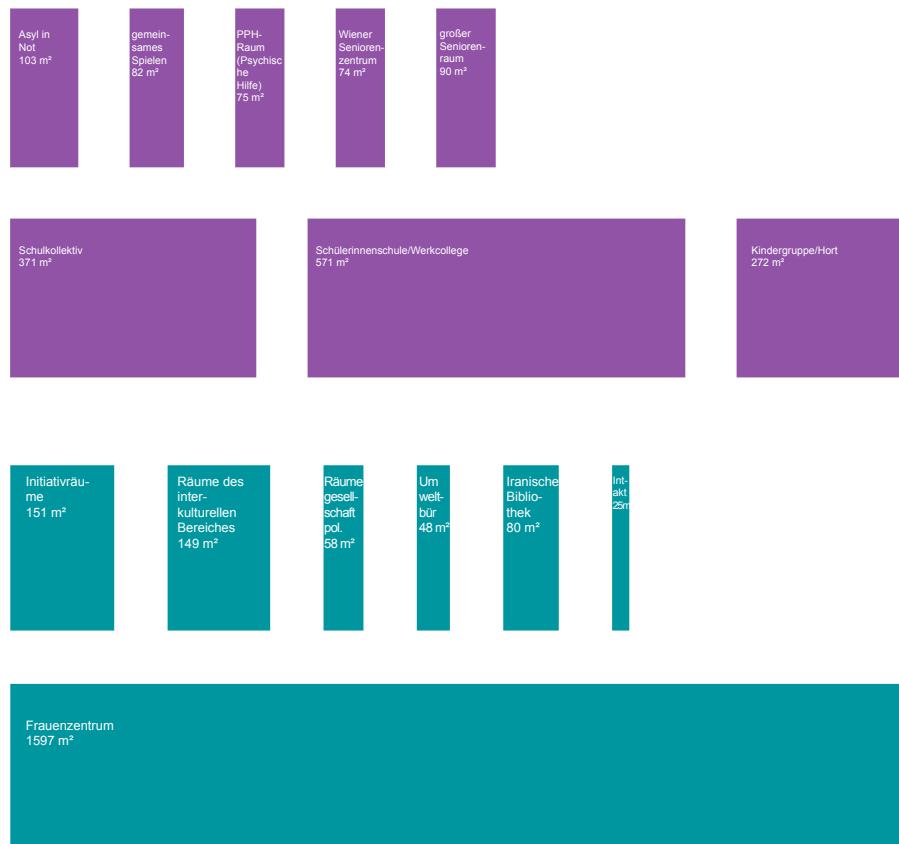 Asyl in
Not
103 m²
gemein-
sames
Spielen
82 m²
PPH-
Raum
(Psychisc
he
Hilfe)
75 m²
Wiener
Senioren-
zentrum
74 m²
großer
Senioren-
raum
90 m²
Schulkollektiv
371 m²
Schülerinnenschule/Werkcollege
571 m²
Kindergruppe/Hort
272 m²
Initiativräu-
me
151 m²
Räume des
inter-
kulturellen
Bereiches
149 m²
Räume
gesell-
schaft
pol.
58 m²
Um
welt-
bür
48 m²
Iranische
Biblio-
thek
80 m²
Int-
akt
25m
Frauenzentrum
1597 m²